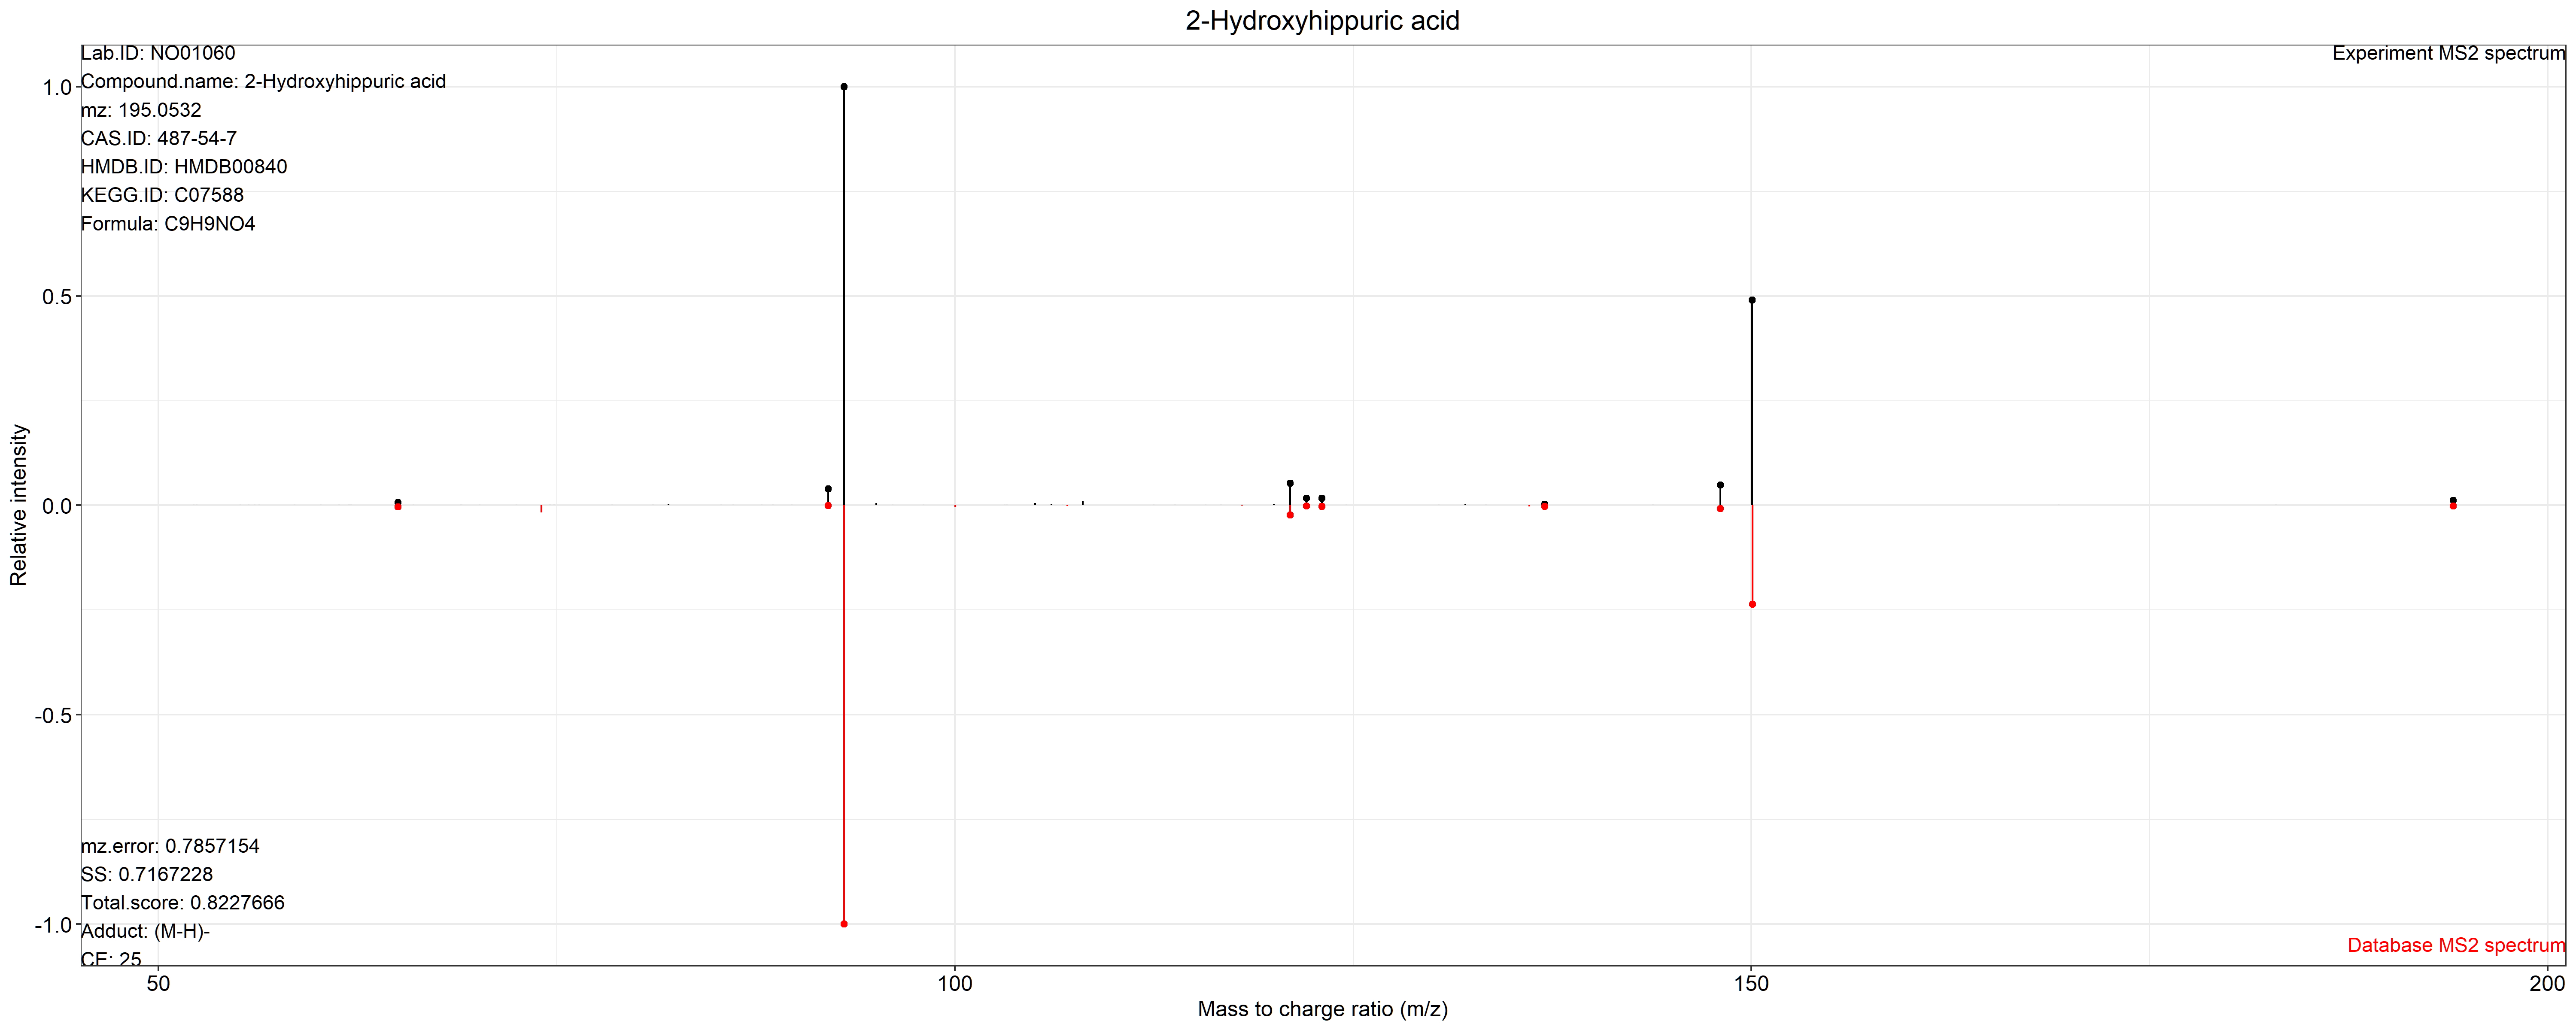 2-Hydroxyhippuric acid
Lab.ID: NO01060
Experiment MS2 spectrum
Compound.name: 2-Hydroxyhippuric acid
mz: 195.0532
CAS.ID: 487-54-7
HMDB.ID: HMDB00840
KEGG.ID: C07588
Formula: C9H9NO4
1.0
0.5
0.0
-0.5
-1.0
Relative intensity
mz.error: 0.7857154
SS: 0.7167228
Total.score: 0.8227666
Adduct: (M-H)-
CE: 25
Database MS2 spectrum
50 100 150 200
Mass to charge ratio (m/z)